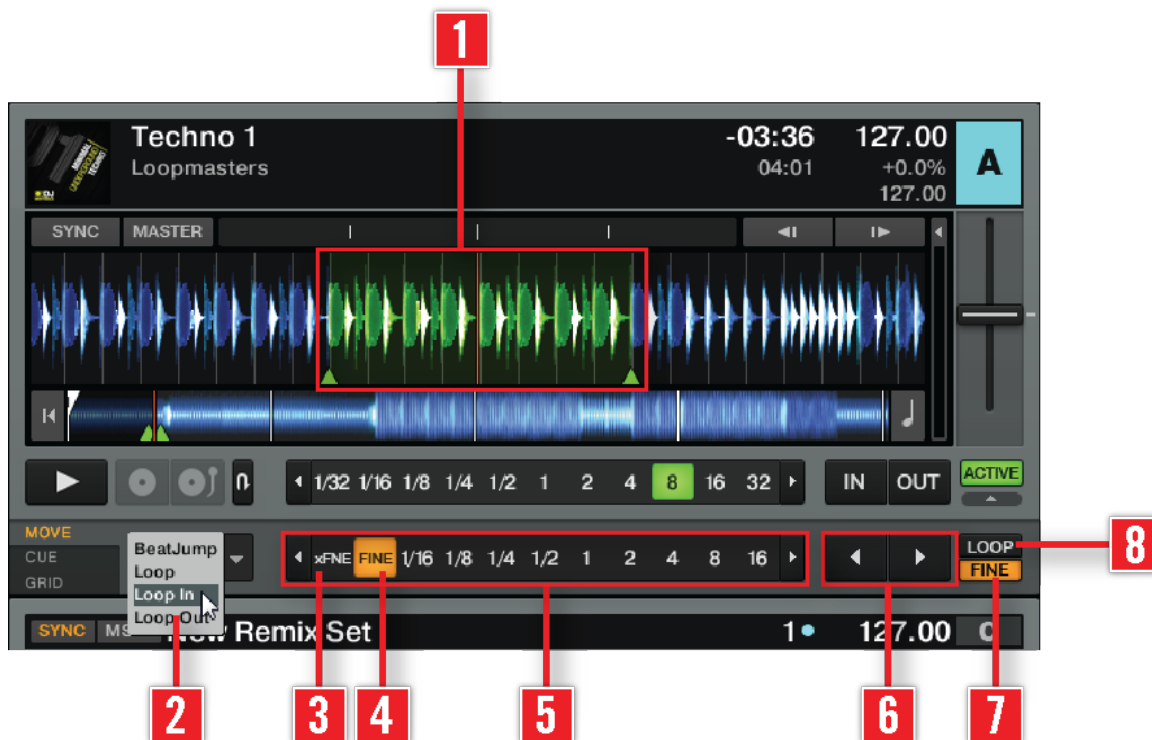 1
Techno 1
Loopmasters
-03:36
04:01
127.00
+0.0%
127.00
A
MINIMAL
UNDERGROUND
TECHNO
SYNC MASTER
1/32 1/16 1/8 1/4 1/2 1 2 4 8 16 32
IN OUT
ACTIVE
MOVE
CUE
GRID
BeatJump
Loop
Loop In
Loop Out
xFNE FINE 1/16 1/8 1/4 1/2 1 2 4 8 16
LOOP
FINE
8
SYNC
New Remix Set
1
127.00
C
2 3 4 5 6 7